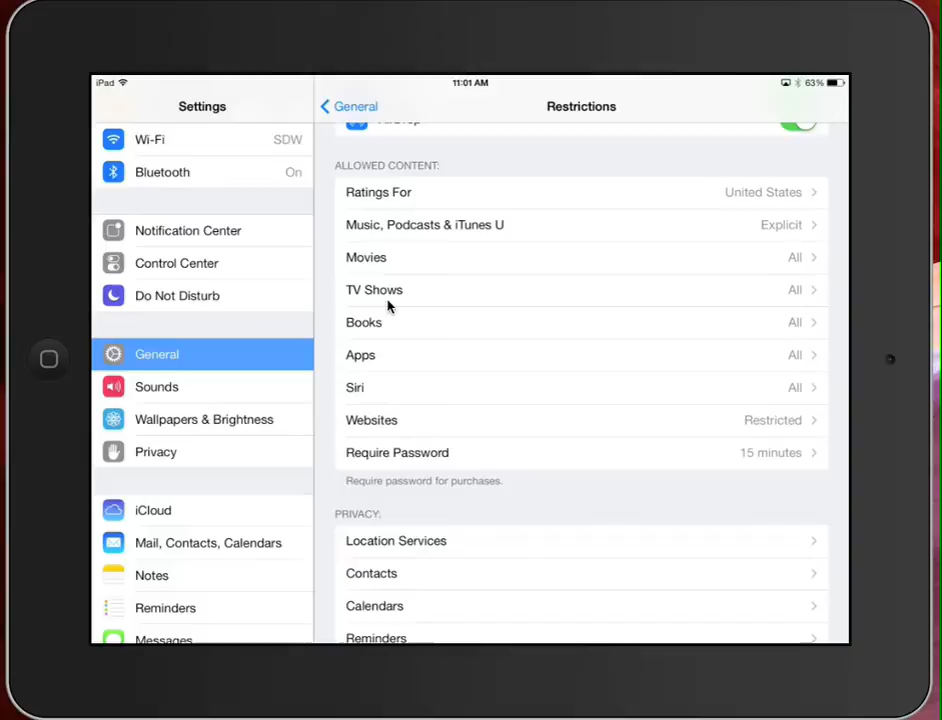 iPad
11:01 AM
63%
Settings
General
Restrictions
Wi-Fi SDW
Bluetooth On
Notification Center
Control Center
Do Not Disturb
General
Sounds
Wallpapers & Brightness
Privacy
iCloud
Mail, Contacts, Calendars
Notes
Reminders
Messages
ALLOWED CONTENT:
Ratings For United States
Music, Podcasts & iTunes U Explicit
Movies All
TV Shows All
Books All
Apps All
Siri All
Websites Restricted
Require Password 15 minutes
Require password for purchases.
PRIVACY:
Location Services
Contacts
Calendars
Reminders